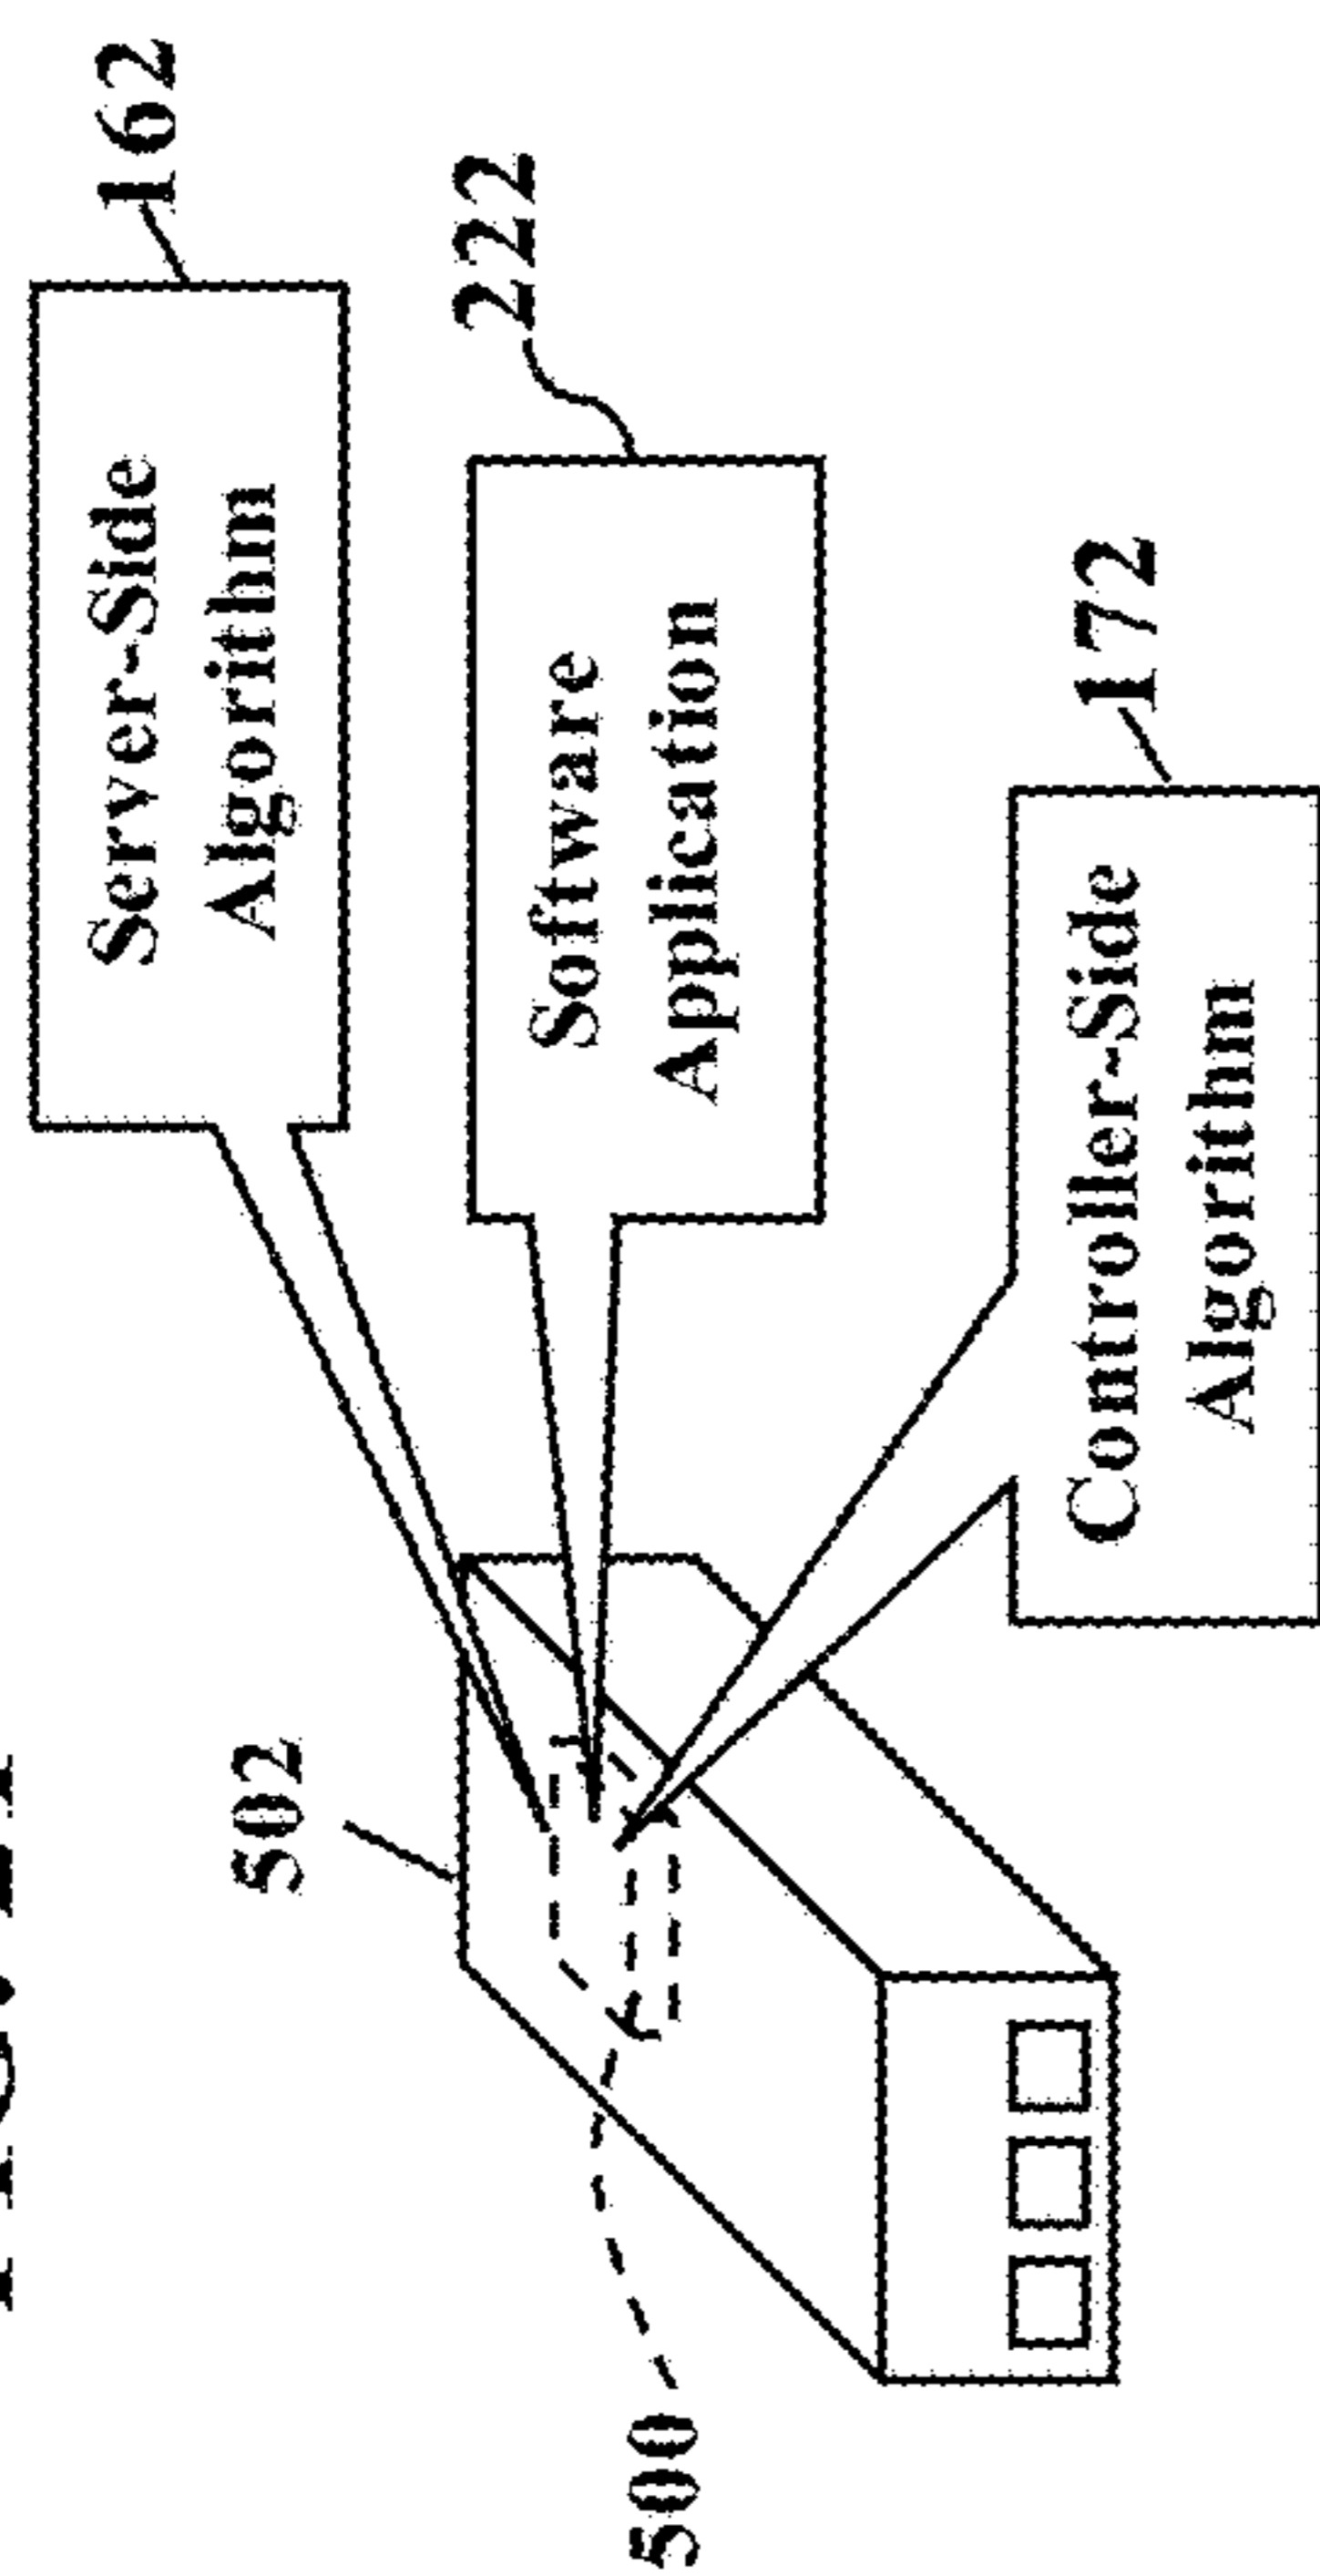 162
Server-Side
Algorithm
222
502
Software
Application
500
172
Controller-Side
Algorithm